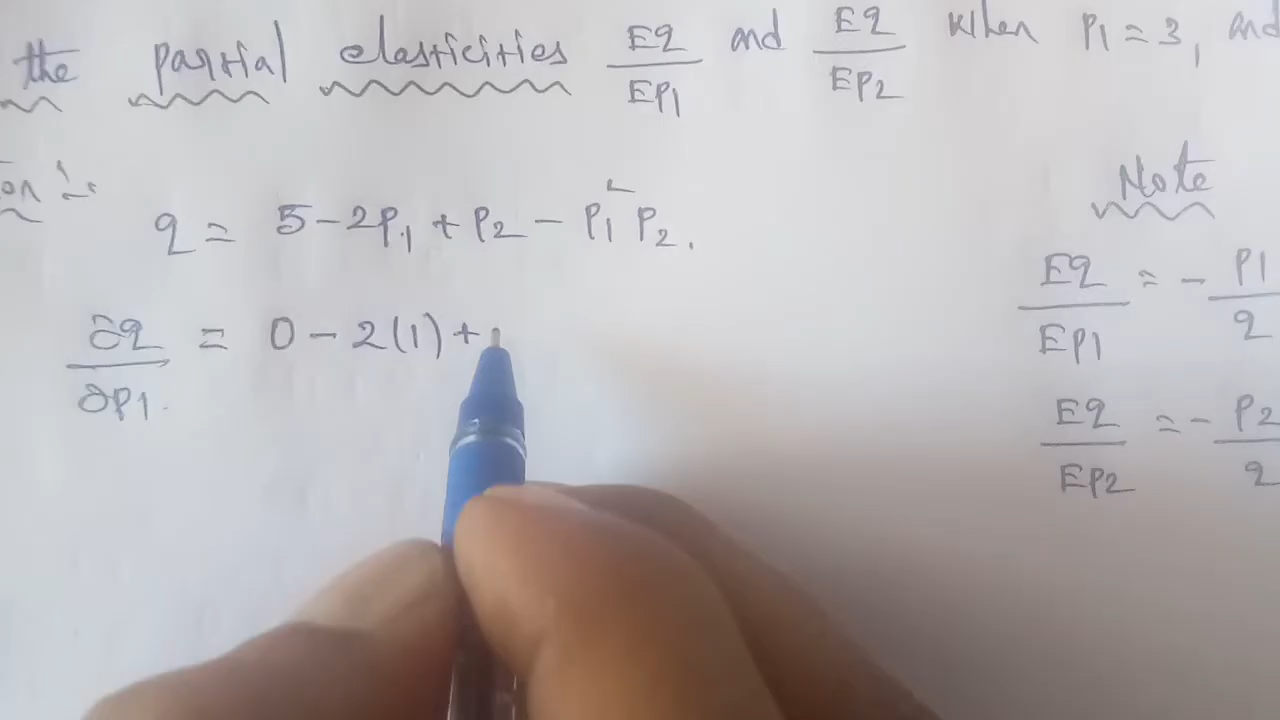 the partial elasticities Eq/EP1 and Eq/EP2 when P1 = 3, and
on :-
q = 5 - 2P1 + P2 - P1² P2.
∂q/∂P1. = 0 - 2(1) +
Note
Eq/EP1 = - P1/q
Eq/EP2 = - P2/q